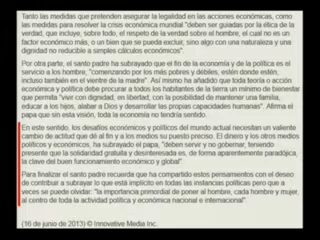 Tanto las medidas que pretenden asegurar la legalidad en las acciones económicas, como
las medidas para resolver la crisis económica mundial "deben ser guiadas por la ética de la
verdad, que incluye, sobre todo, el respeto de la verdad sobre el hombre, el cual no es un
factor económico más, o un bien que se pueda excluir, sino algo con una naturaleza y una
dignidad no reducible a simples cálculos económicos".
Por otra parte, el santo padre ha subrayado que el fin de la economía y de la política es el
servicio a los hombres, "comenzando por los más pobres y débiles, estén donde estén,
incluso también en el vientre de la madre". Así mismo ha añadido que toda teoría o acción
económica y política debe procurar a todos los habitantes de la tierra un mínimo de bienestar
que permita "vivir con dignidad, en libertad, con la posibilidad de mantener una familia,
educar a los hijos, alabar a Dios y desarrollar las propias capacidades humanas". Afirma el
papa que sin esta visión, toda la economía no tendría sentido.
En este sentido, los desafíos económicos y políticos del mundo actual necesitan un valiente
cambio de actitud que dé al fin y a los medios su puesto preciso. El dinero y los otros medios
políticos y económicos, ha subrayado el papa, "deben servir y no gobernar, teniendo
presente que la solidaridad gratuita y desinteresada es, de forma aparentemente paradójica,
la clave del buen funcionamiento económico y global"
Para finalizar el santo padre recuerda que ha compartido estos pensamientos con el deseo
de contribuir a subrayar lo que está implícito en todas las instancias políticas pero que a
veces se puede olvidar: "la importancia primordial de poner al hombre, cada hombre y mujer,
al centro de toda la actividad política y económica nacional e internacional".
(16 de junio de 2013) © Innovative Media Inc.